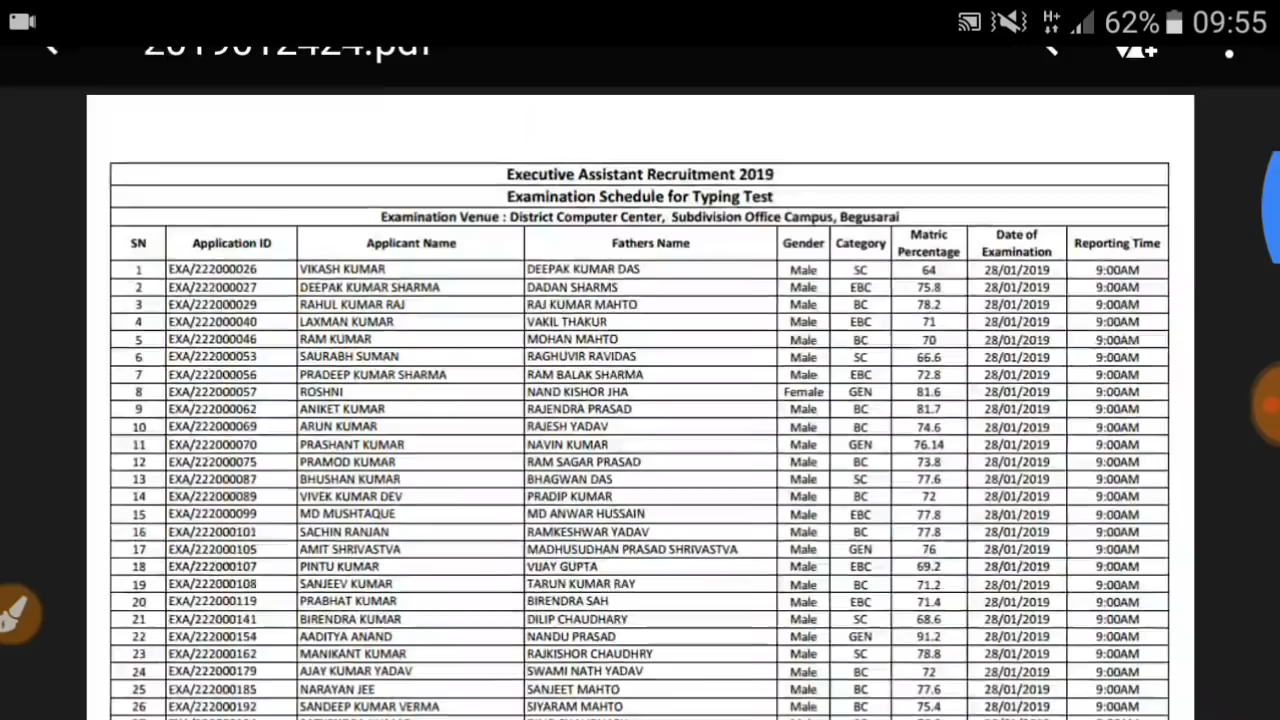 62% 09:55
2019012424.pdf
Executive Assistant Recruitment 2019
Examination Schedule for Typing Test
Examination Venue : District Computer Center, Subdivision Office Campus, Begusarai
SN Application ID Applicant Name Fathers Name Gender Category Matric Percentage Date of Examination Reporting Time
1 EXA/222000026 VIKASH KUMAR DEEPAK KUMAR DAS Male SC 64 28/01/2019 9:00AM
2 EXA/222000027 DEEPAK KUMAR SHARMA DADAN SHARMS Male EBC 75.8 28/01/2019 9:00AM
3 EXA/222000029 RAHUL KUMAR RAJ RAJ KUMAR MAHTO Male BC 78.2 28/01/2019 9:00AM
4 EXA/222000040 LAXMAN KUMAR VAKIL THAKUR Male EBC 71 28/01/2019 9:00AM
5 EXA/222000046 RAM KUMAR MOHAN MAHTO Male BC 70 28/01/2019 9:00AM
6 EXA/222000053 SAURABH SUMAN RAGHUVIR RAVIDAS Male SC 66.6 28/01/2019 9:00AM
7 EXA/222000056 PRADEEP KUMAR SHARMA RAM BALAK SHARMA Male EBC 72.8 28/01/2019 9:00AM
8 EXA/222000057 ROSHNI NAND KISHOR JHA Female GEN 81.6 28/01/2019 9:00AM
9 EXA/222000062 ANIKET KUMAR RAJENDRA PRASAD Male BC 81.7 28/01/2019 9:00AM
10 EXA/222000069 ARUN KUMAR RAJESH YADAV Male BC 74.6 28/01/2019 9:00AM
11 EXA/222000070 PRASHANT KUMAR NAVIN KUMAR Male GEN 76.14 28/01/2019 9:00AM
12 EXA/222000075 PRAMOD KUMAR RAM SAGAR PRASAD Male BC 73.8 28/01/2019 9:00AM
13 EXA/222000087 BHUSHAN KUMAR BHAGWAN DAS Male SC 77.6 28/01/2019 9:00AM
14 EXA/222000089 VIVEK KUMAR DEV PRADIP KUMAR Male BC 72 28/01/2019 9:00AM
15 EXA/222000099 MD MUSHTAQUE MD ANWAR HUSSAIN Male EBC 77.8 28/01/2019 9:00AM
16 EXA/222000101 SACHIN RANJAN RAMKESHWAR YADAV Male BC 77.8 28/01/2019 9:00AM
17 EXA/222000105 AMIT SHRIVASTVA MADHUSUDHAN PRASAD SHRIVASTVA Male GEN 76 28/01/2019 9:00AM
18 EXA/222000107 PINTU KUMAR VIJAY GUPTA Male EBC 69.2 28/01/2019 9:00AM
19 EXA/222000108 SANJEEV KUMAR TARUN KUMAR RAY Male BC 71.2 28/01/2019 9:00AM
20 EXA/222000119 PRABHAT KUMAR BIRENDRA SAH Male EBC 71.4 28/01/2019 9:00AM
21 EXA/222000141 BIRENDRA KUMAR DILIP CHAUDHARY Male SC 68.6 28/01/2019 9:00AM
22 EXA/222000154 AADITYA ANAND NANDU PRASAD Male GEN 91.2 28/01/2019 9:00AM
23 EXA/222000162 MANIKANT KUMAR RAJKISHOR CHAUDHRY Male SC 78.8 28/01/2019 9:00AM
24 EXA/222000179 AJAY KUMAR YADAV SWAMI NATH YADAV Male BC 72 28/01/2019 9:00AM
25 EXA/222000185 NARAYAN JEE SANJEET MAHTO Male BC 77.6 28/01/2019 9:00AM
26 EXA/222000192 SANDEEP KUMAR VERMA SIYARAM MAHTO Male BC 75.4 28/01/2019 9:00AM